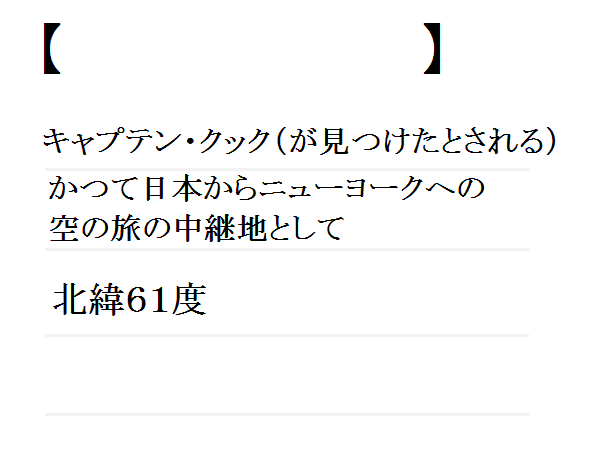 【　　　　　　　　　】
キャプテン・クック（が見つけたとされる）
かつて日本からニューヨークへの
空の旅の中継地として
北緯61度